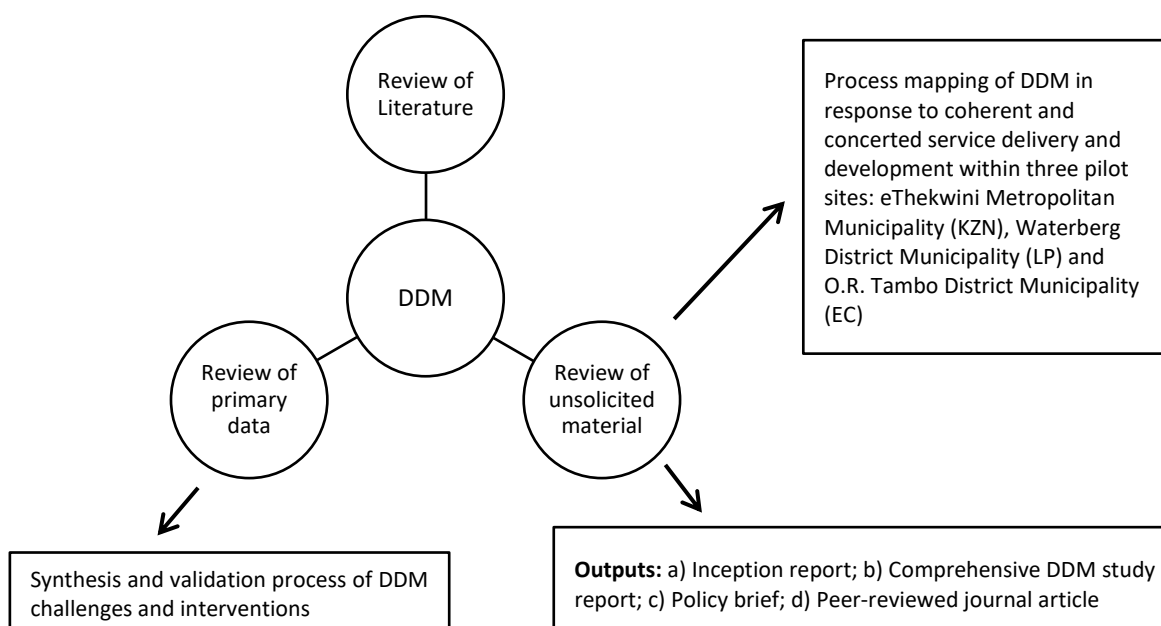 Review of
Literature
Process mapping of DDM in
response to coherent and
concerted service delivery and
development within three pilot
sites: eThekwini Metropolitan
Municipality (KZN), Waterberg
District Municipality (LP) and
O.R. Tambo District Municipality
(EC)
DDM
Review of
primary
data
Review of
unsolicited
material
Synthesis and validation process of DDM
challenges and interventions
Outputs: a) Inception report; b) Comprehensive DDM study
report; c) Policy brief; d) Peer-reviewed journal article